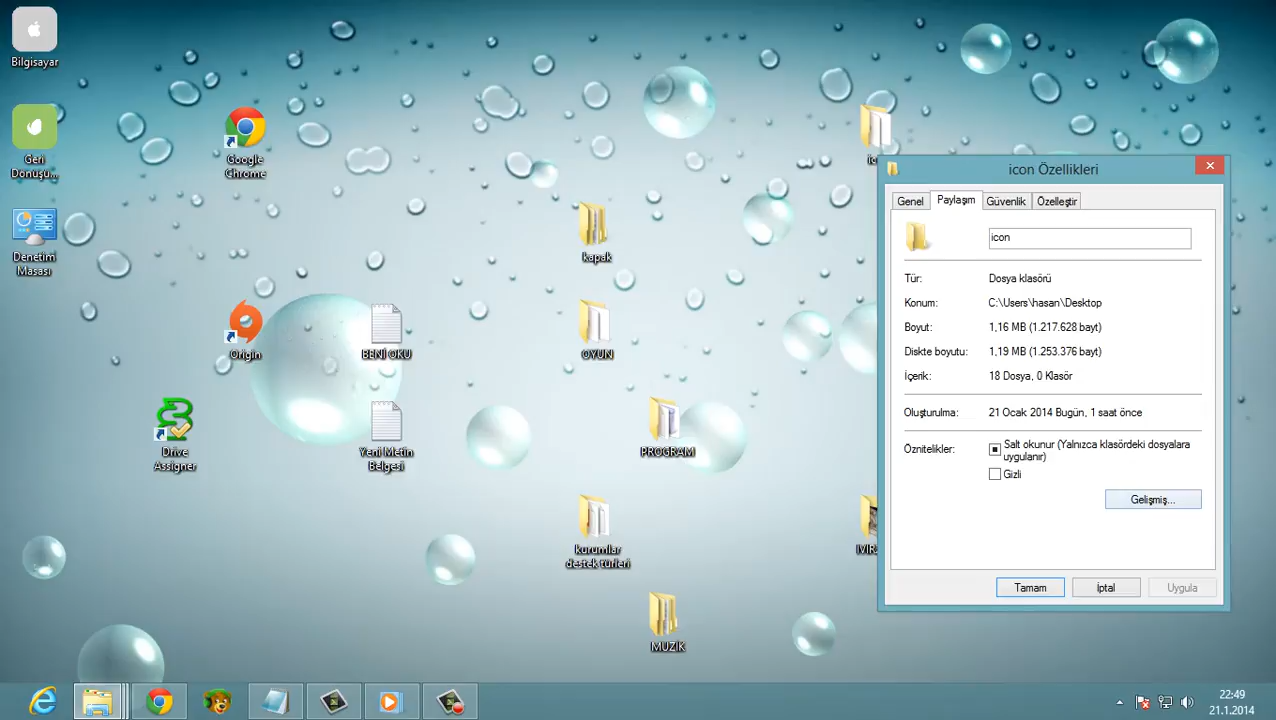 Bilgisayar
Geri
Dönüşü...
Denetim
Masası
Google
Chrome
Origin
Drive
Assigner
BENİ OKU
Yeni Metin
Belgesi
kapak
OYUN
PROGRAM
kurumlar
destek türleri
MUZİK
icon Özellikleri
Genel
Paylaşım
Güvenlik
Özelleştir
icon
Tür: Dosya klasörü
Konum: C:\Users\hasan\Desktop
Boyut: 1,16 MB (1.217.628 bayt)
Diskte boyutu: 1,19 MB (1.253.376 bayt)
İçerik: 18 Dosya, 0 Klasör
Oluşturulma: 21 Ocak 2014 Bugün, 1 saat önce
Öznitelikler: Salt okunur (Yalnızca klasördeki dosyalara
uygulanır)
Gizli
Gelişmiş...
Tamam
İptal
Uygula
22:49
21.1.2014